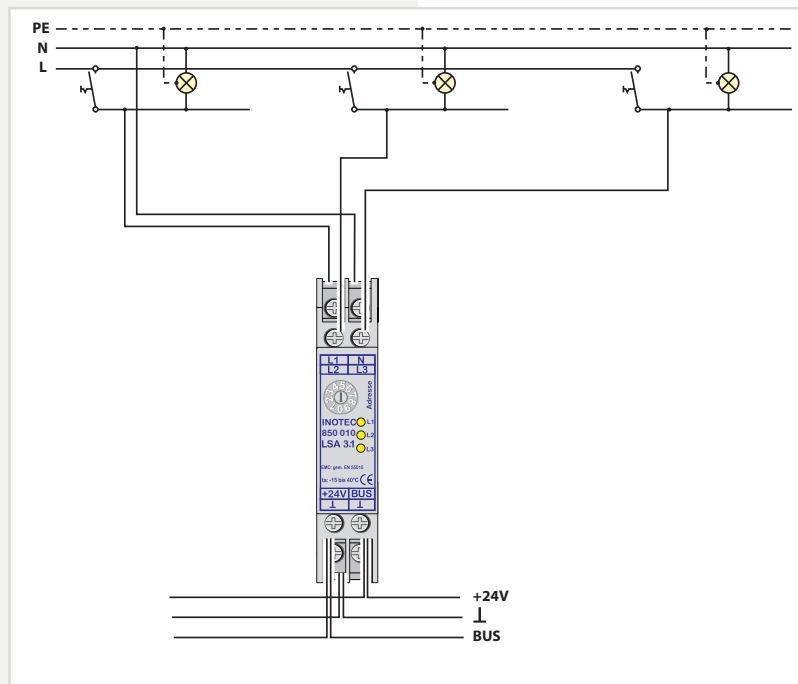 PE
N
L
L1 N
L2 L3
Adresse
INOTEC L1
850 010 L2
LSA 3.1 L3
EMC: gem. EN 55015
ta: -15 bis 40°C CE
+24V BUS
⊥ ⊥
+24V
⊥
BUS